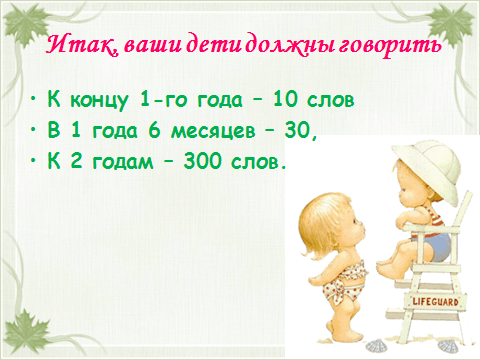 Итак, ваши дети должны говорить
• К концу 1-го года – 10 слов
• В 1 года 6 месяцев – 30,
• К 2 годам – 300 слов.
LIFEGUARD